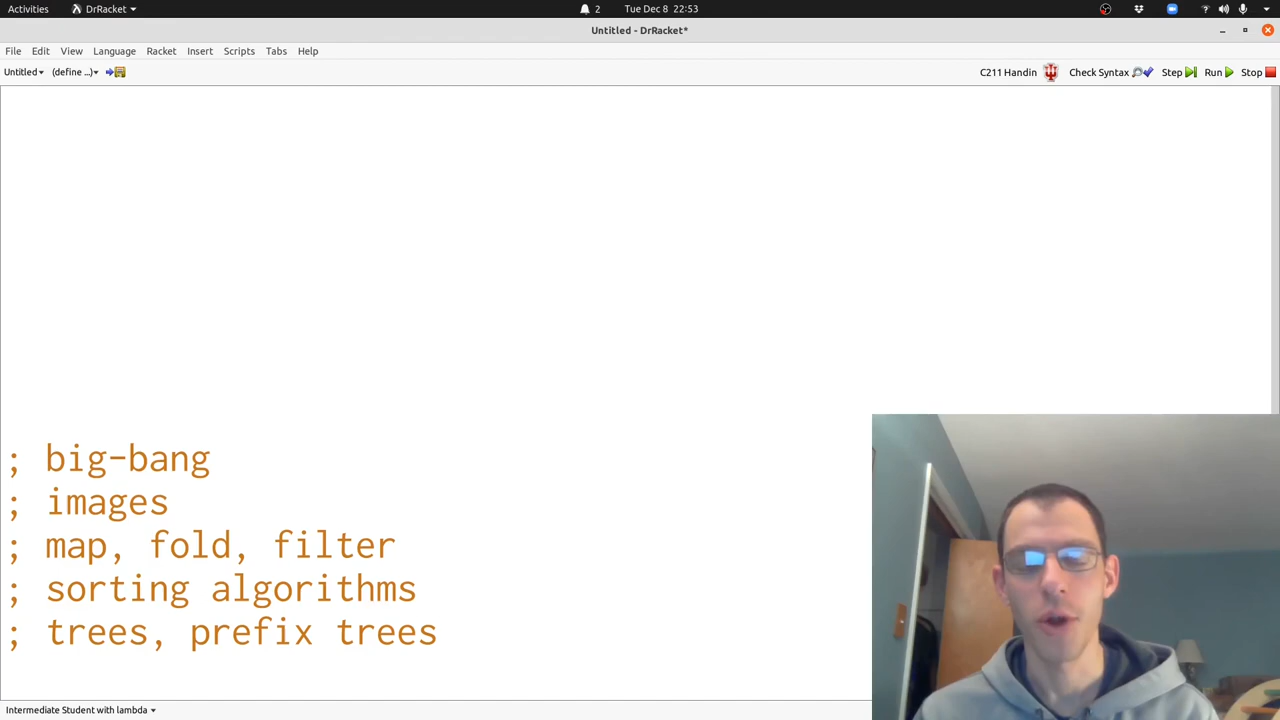 Activities
DrRacket
2
Tue Dec 8 22:53
Untitled - DrRacket*
File Edit View Language Racket Insert Scripts Tabs Help
Untitled (define ...)
C211 Handin Check Syntax Step Run Stop
; big-bang
; images
; map, fold, filter
; sorting algorithms
; trees, prefix trees
Intermediate Student with lambda